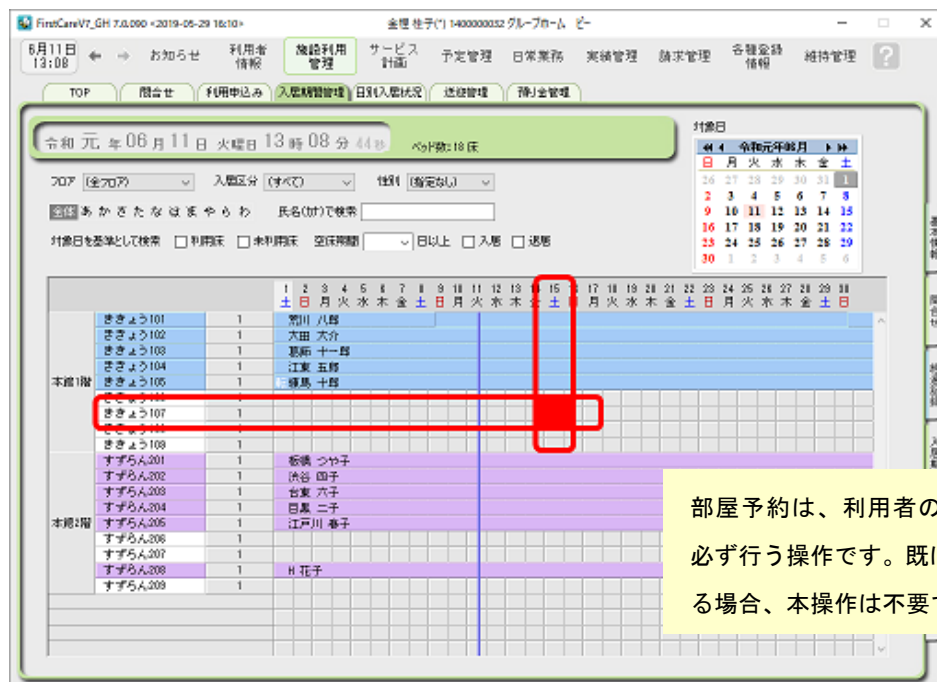 FirstCareV7_GH 7.0.090 <2019-05-29 16:10>
金畑 佳子(*) 1400000032 グループホーム ビー
6月11日
13:08
お知らせ 利用者情報 施設利用管理 サービス計画 予定管理 日常業務 実績管理 請求管理 各種登録情報 維持管理
TOP 問合せ 利用申込み 入居期間管理 日別入居状況 送迎管理 預り金管理
令和 元 年 06 月 11 日 火曜日 13 時 08 分 44 秒 ベッド数:18 床
対象日
令和元年06月
日 月 火 水 木 金 土
26 27 28 29 30 31 1
2 3 4 5 6 7 8
9 10 11 12 13 14 15
16 17 18 19 20 21 22
23 24 25 26 27 28 29
30 1 2 3 4 5 6
フロア (全フロア) 入居区分 (すべて) 性別 (指定なし)
全体 あ か さ た な は ま や ら わ 氏名(カナ)で検索
対象日を基準として検索 利用床 未利用床 空床期間 日以上 入居 退居
1 2 3 4 5 6 7 8 9 10 11 12 13 15 17 18 19 20 21 22 23 24 25 26 27 28 29 30
土 日 月 火 水 木 金 土 日 月 火 水 木 土 月 火 水 木 金 土 日 月 火 水 木 金 土 日
本館1階
ききょう101 1 荒川 八郎
ききょう102 1 大田 太介
ききょう103 1 葛飾 十一郎
ききょう104 1 江東 五郎
ききょう105 1 練馬 十郎
ききょう107 1
ききょう109 1
本館2階
すずらん201 1 板橋 つや子
すずらん202 1 渋谷 四子
すずらん203 1 台東 六子
すずらん204 1 目黒 二子
すずらん205 1 江戸川 春子
すずらん206 1
すずらん207 1
すずらん208 1 H 花子
すずらん209 1
部屋予約は、利用者の
必ず行う操作です。既に
る場合、本操作は不要で
基本情報
問合せ